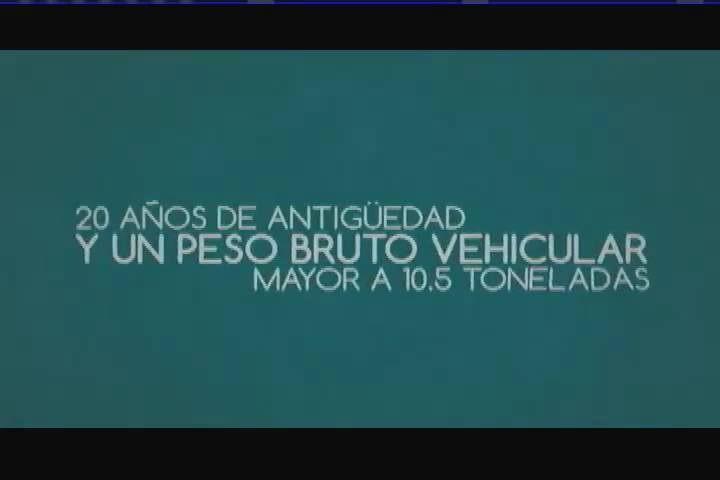 20 AÑOS DE ANTIGÜEDAD
Y UN PESO BRUTO VEHICULAR
MAYOR A 10.5 TONELADAS